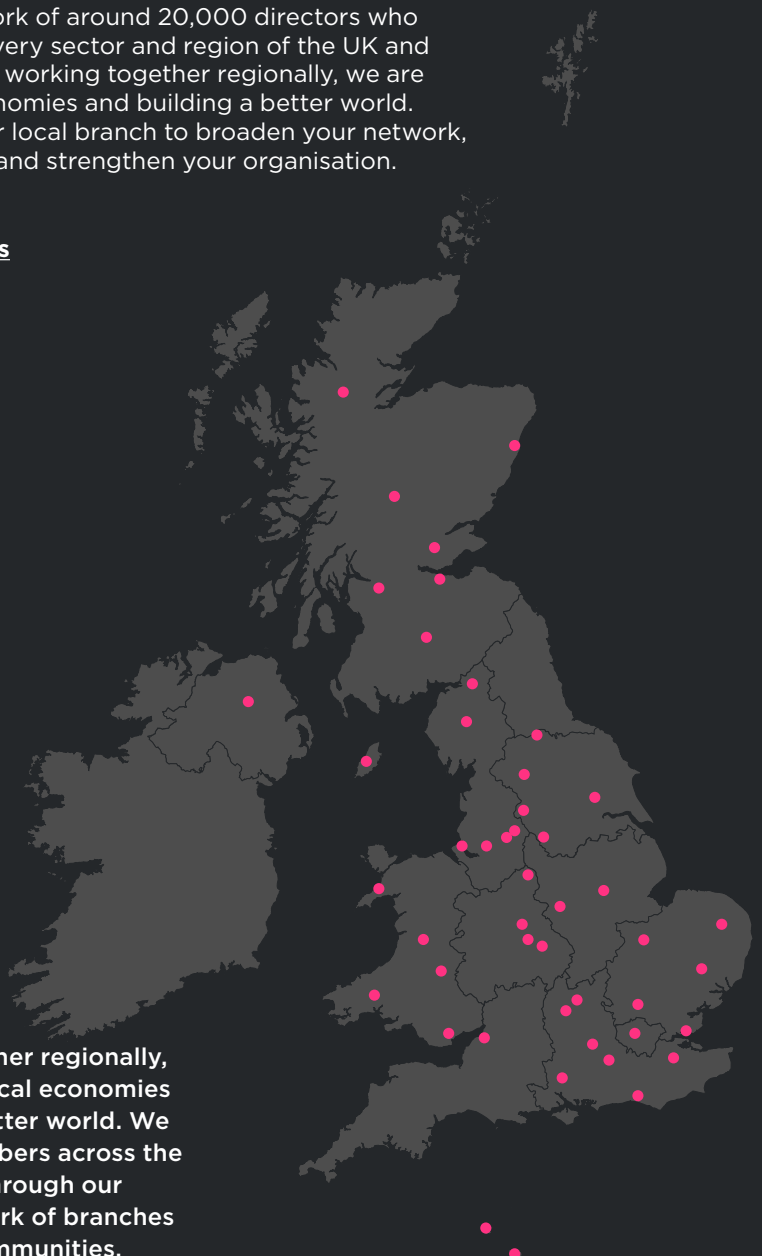 rk of around 20,000 directors who
very sector and region of the UK and
working together regionally, we are
nomies and building a better world.
r local branch to broaden your network,
and strengthen your organisation.
s
her regionally,
cal economies
tter world. We
bers across the
hrough our
rk of branches
mmunities.